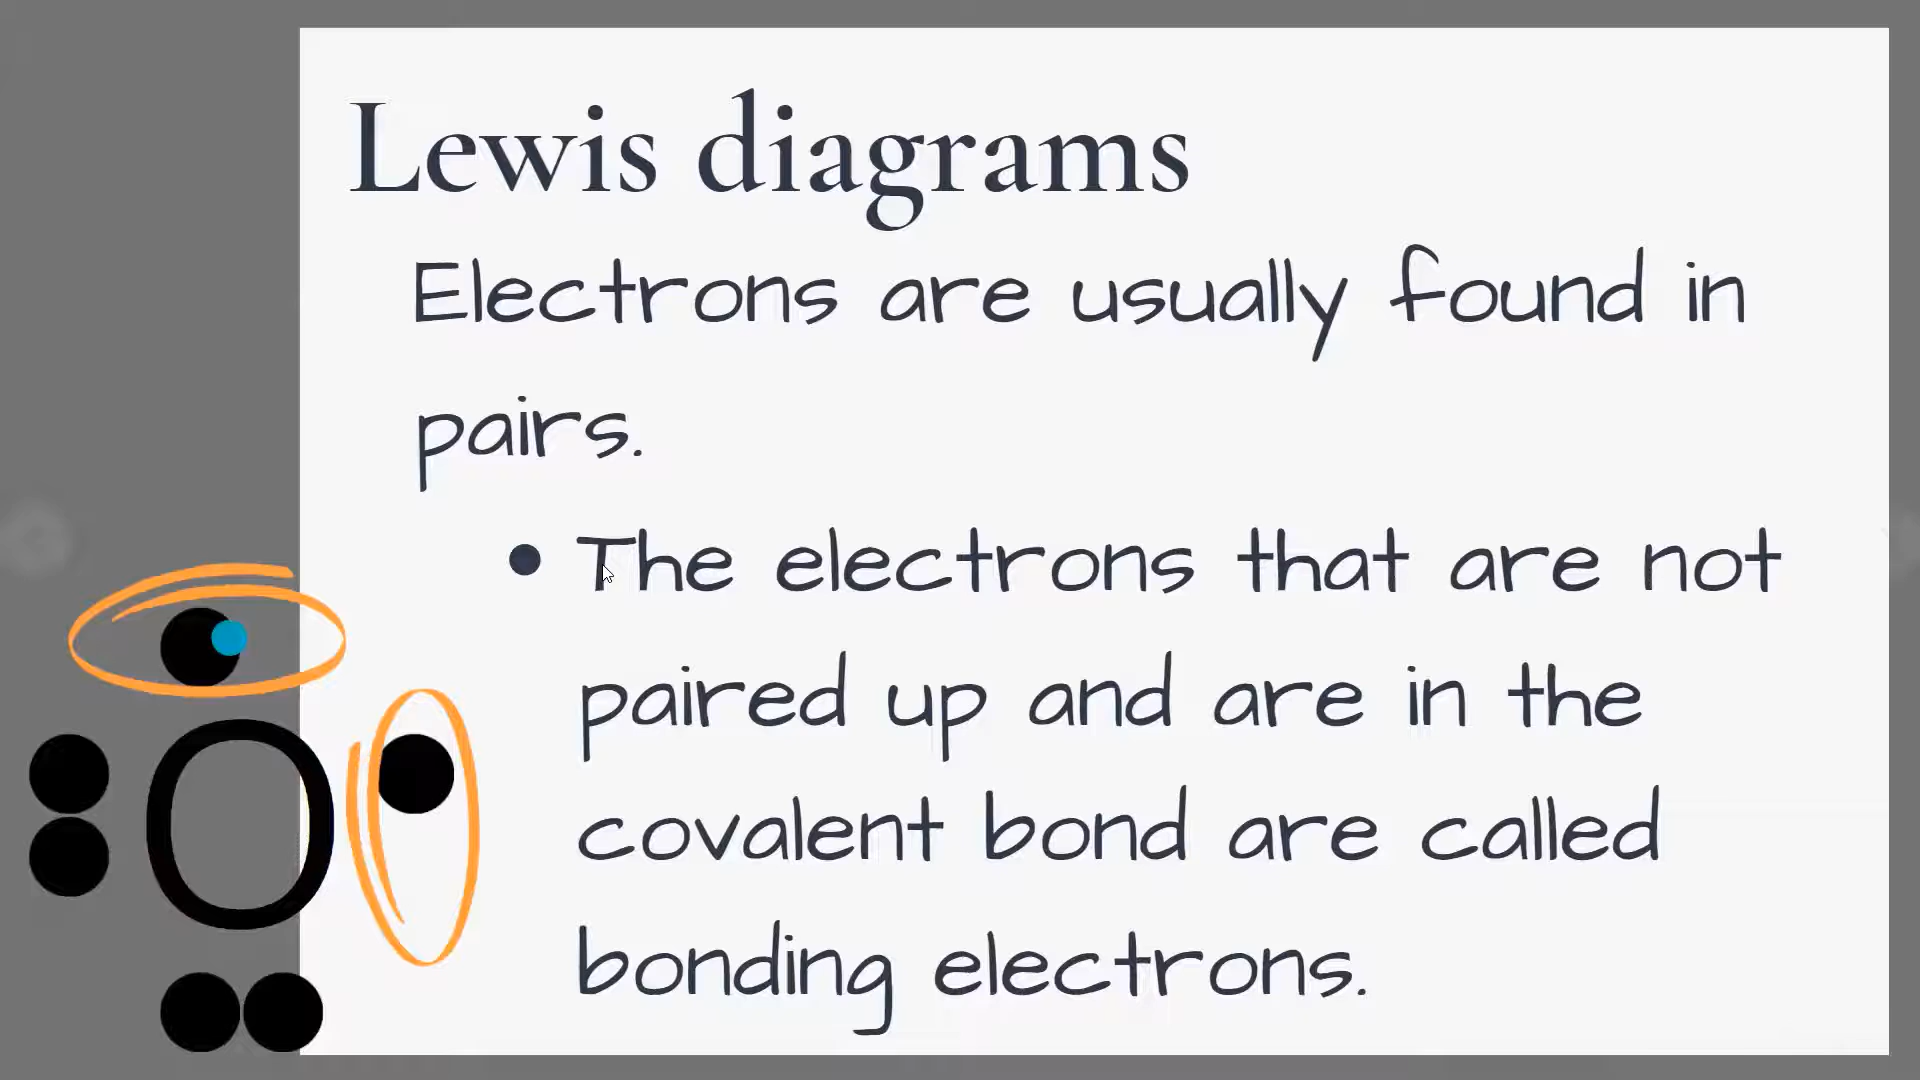 Lewis diagrams
Electrons are usually found in
pairs.
• The electrons that are not
paired up and are in the
covalent bond are called
bonding electrons.
O